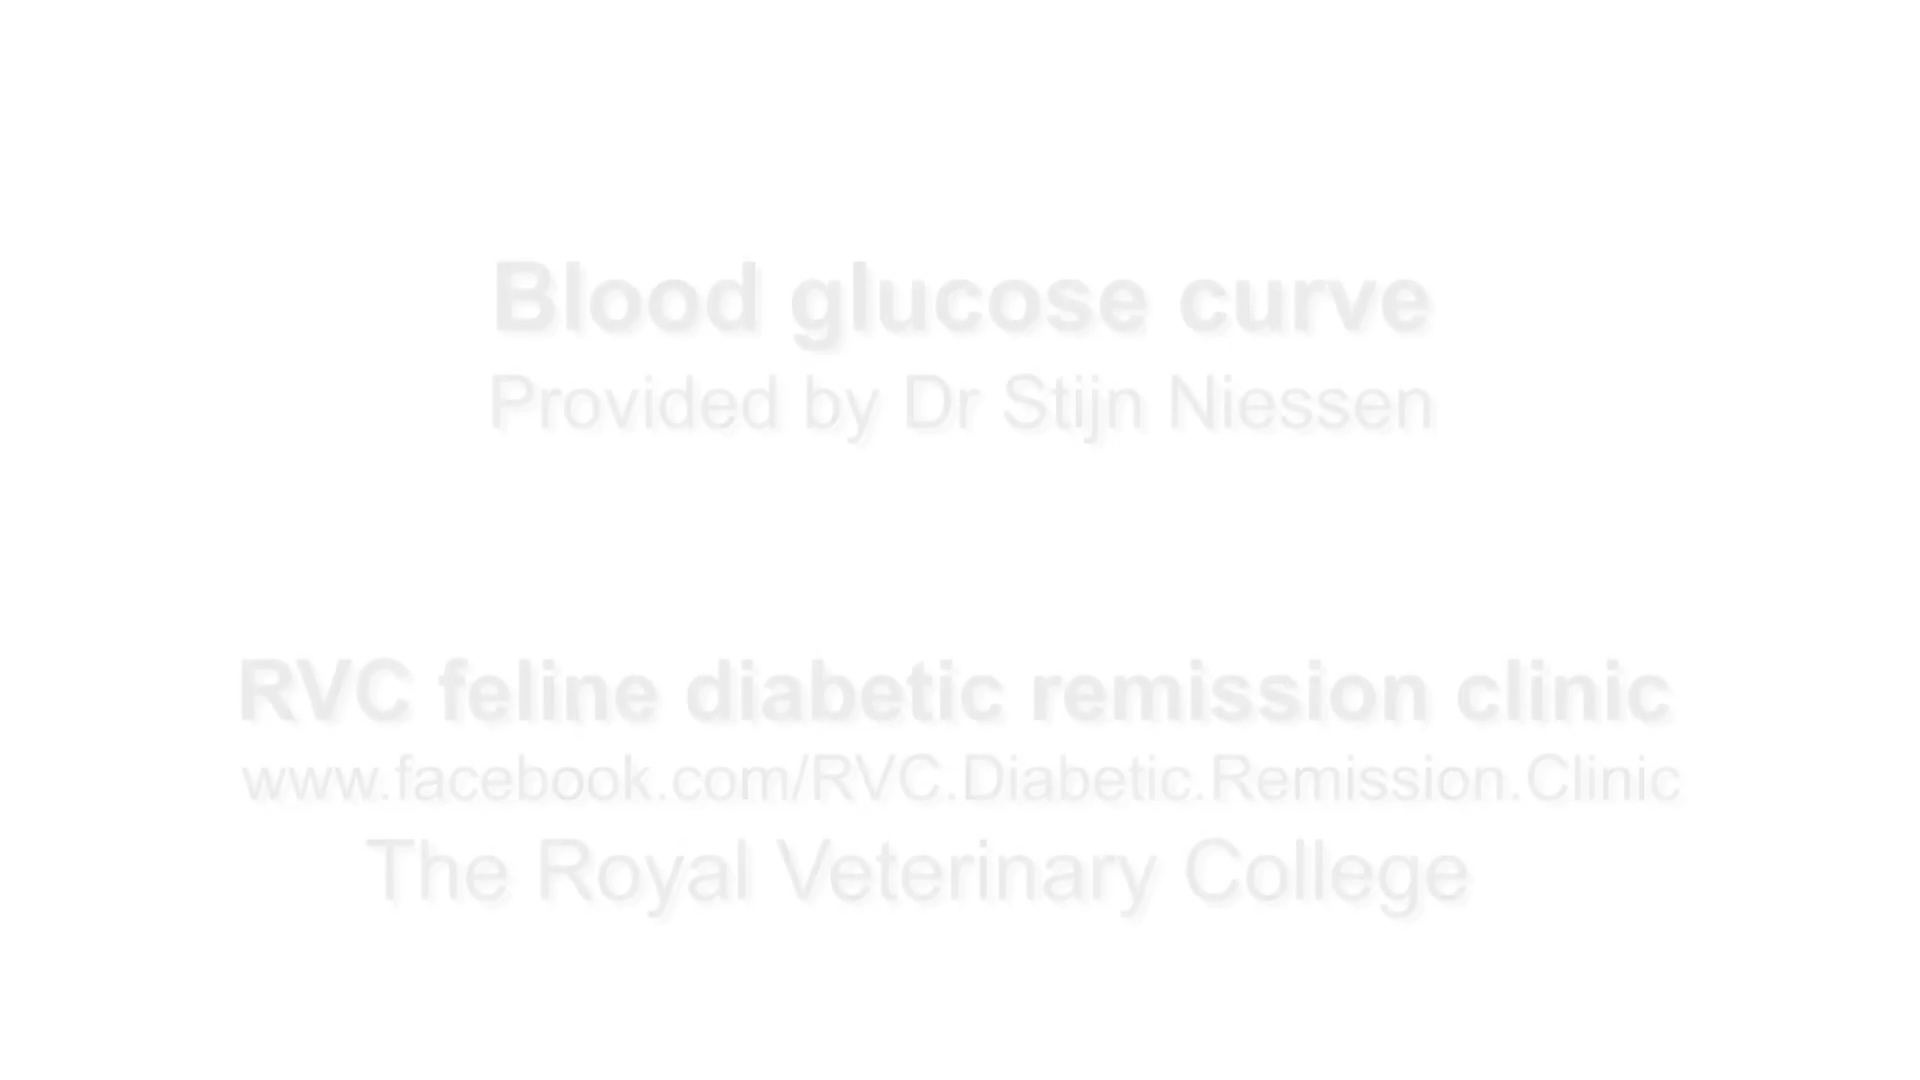 Blood glucose curve
Provided by Dr Stijn Niessen
RVC feline diabetic remission clinic
www.facebook.com/RVC.Diabetic.Remission.Clinic
The Royal Veterinary College